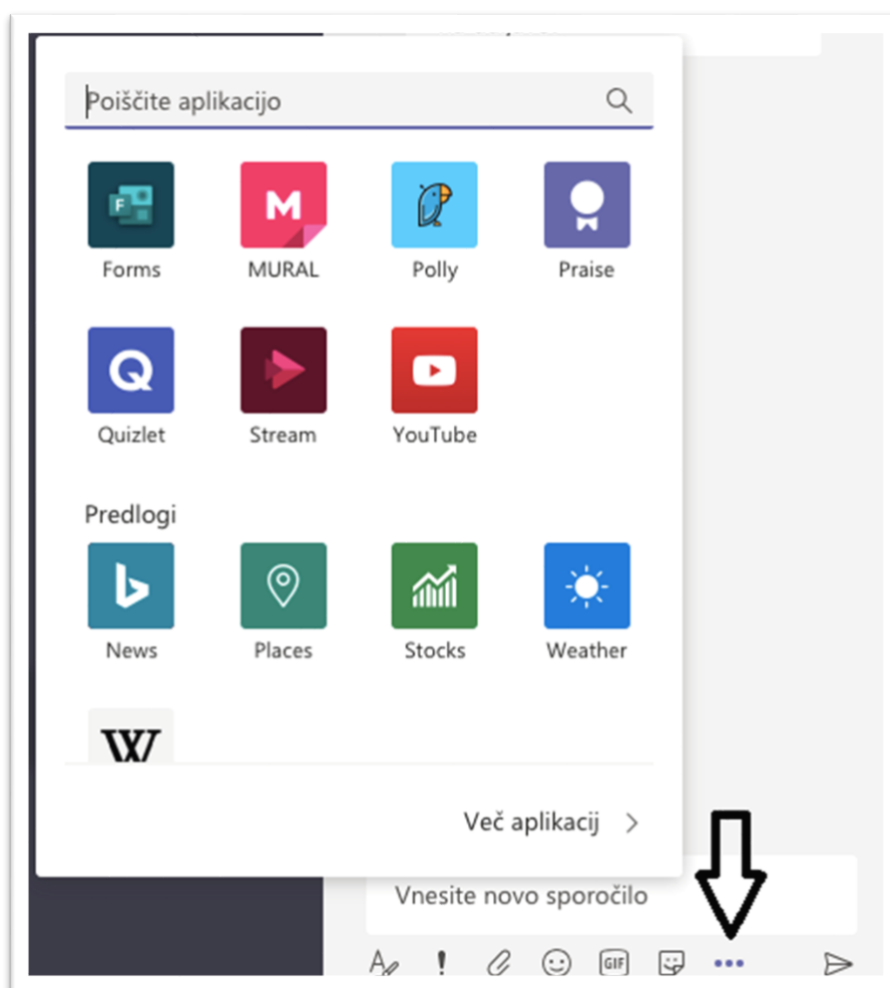 Poiščite aplikacijo
F M
Forms MURAL Polly Praise
Q
Quizlet Stream YouTube
Predlogi
b
News Places Stocks Weather
W
Več aplikacij
Vnesite novo sporočilo
A ! GIF